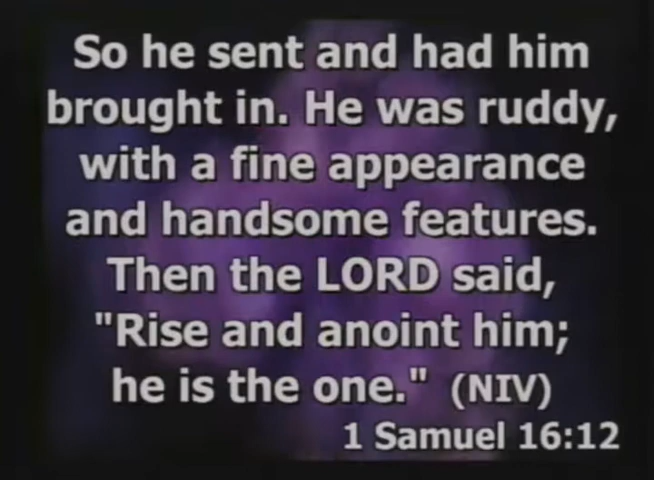 So he sent and had him
brought in. He was ruddy,
with a fine appearance
and handsome features.
Then the LORD said,
"Rise and anoint him;
he is the one." (NIV)
1 Samuel 16:12